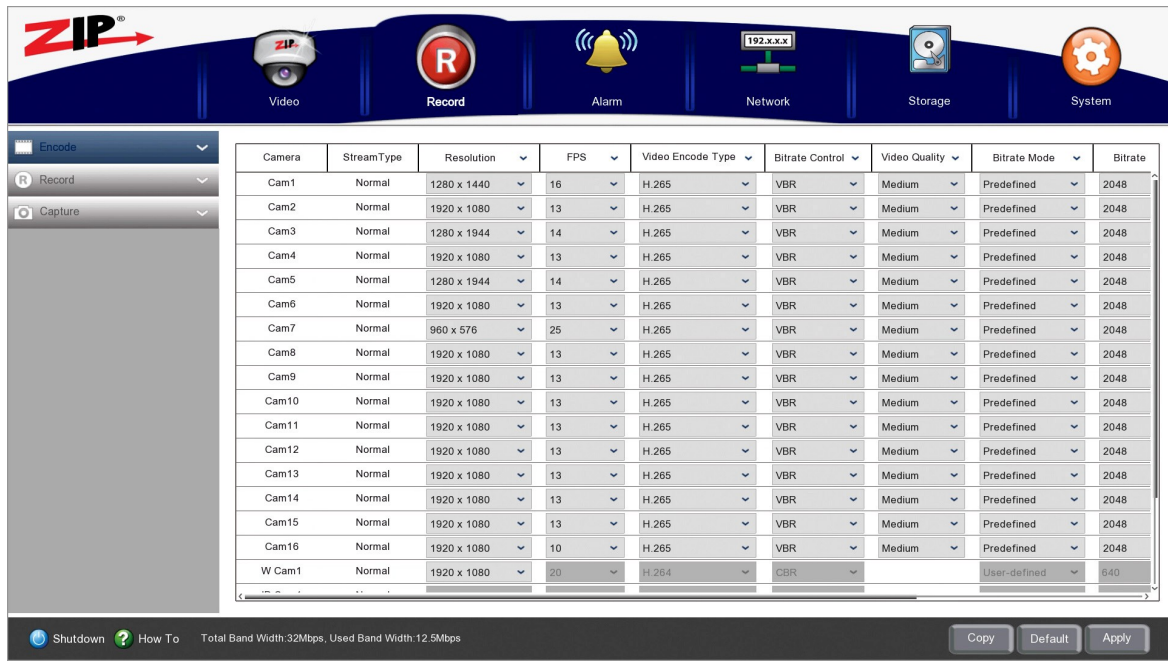 ZIP®
ZIP
R
192.x.x.x
Video Record Alarm Network Storage System
Encode
R Record
Capture
Camera StreamType Resolution FPS Video Encode Type Bitrate Control Video Quality Bitrate Mode Bitrate
Cam1 Normal 1280 x 1440 16 H.265 VBR Medium Predefined 2048
Cam2 Normal 1920 x 1080 13 H.265 VBR Medium Predefined 2048
Cam3 Normal 1280 x 1944 14 H.265 VBR Medium Predefined 2048
Cam4 Normal 1920 x 1080 13 H.265 VBR Medium Predefined 2048
Cam5 Normal 1280 x 1944 14 H.265 VBR Medium Predefined 2048
Cam6 Normal 1920 x 1080 13 H.265 VBR Medium Predefined 2048
Cam7 Normal 960 x 576 25 H.265 VBR Medium Predefined 2048
Cam8 Normal 1920 x 1080 13 H.265 VBR Medium Predefined 2048
Cam9 Normal 1920 x 1080 13 H.265 VBR Medium Predefined 2048
Cam10 Normal 1920 x 1080 13 H.265 VBR Medium Predefined 2048
Cam11 Normal 1920 x 1080 13 H.265 VBR Medium Predefined 2048
Cam12 Normal 1920 x 1080 13 H.265 VBR Medium Predefined 2048
Cam13 Normal 1920 x 1080 13 H.265 VBR Medium Predefined 2048
Cam14 Normal 1920 x 1080 13 H.265 VBR Medium Predefined 2048
Cam15 Normal 1920 x 1080 13 H.265 VBR Medium Predefined 2048
Cam16 Normal 1920 x 1080 10 H.265 VBR Medium Predefined 2048
W Cam1 Normal 1920 x 1080 20 H.264 CBR User-defined 640
Shutdown ? How To Total Band Width:32Mbps, Used Band Width:12.5Mbps Copy Default Apply